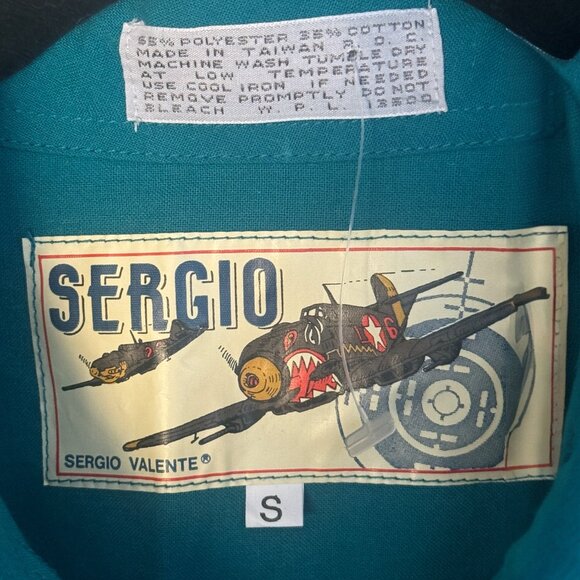 65% POLYESTER 35% COTTON
MADE IN TAIWAN R.O.C.
MACHINE WASH TUMBLE DRY
AT LOW TEMPERATURE
USE COOL IRON IF NEEDED
REMOVE PROMPTLY DO NOT
BLEACH W.P.L.
SERGIO
6
SERGIO VALENTE®
S